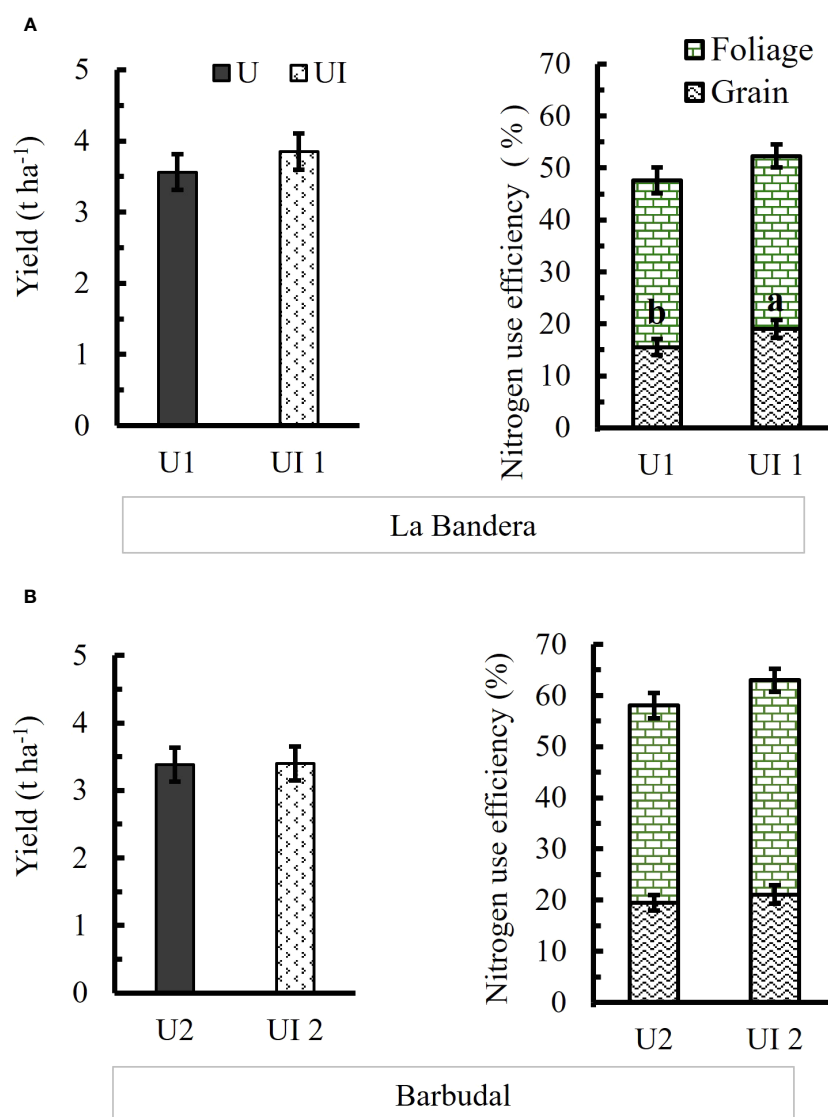 A
U UI
Yield (t ha-1)
5
4
3
2
1
0
U1 UI 1
Foliage
Grain
Nitrogen use efficiency ( %)
70
60
50
40
30
20
10
0
b a
U1 UI 1
La Bandera
B
Yield (t ha-1)
5
4
3
2
1
0
U2 UI 2
Nitrogen use efficiency (%)
70
60
50
40
30
20
10
0
U2 UI 2
Barbudal